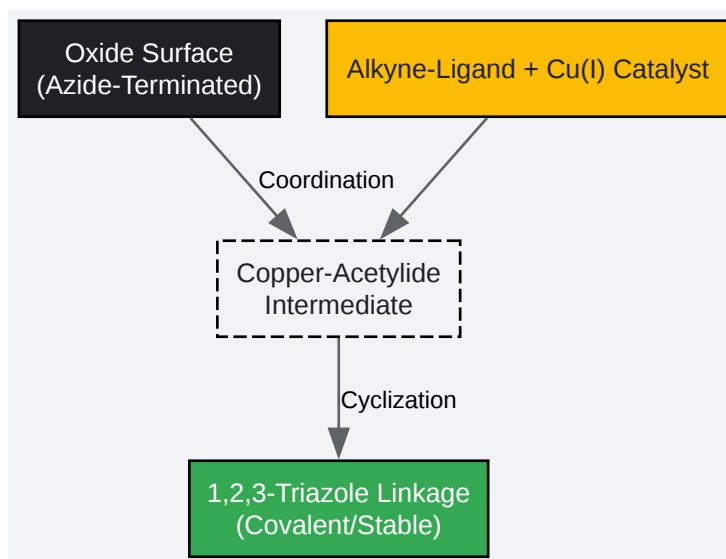 Oxide Surface
(Azide-Terminated)
Alkyne-Ligand + Cu(I) Catalyst
Coordination
Copper-Acetylide
Intermediate
Cyclization
1,2,3-Triazole Linkage
(Covalent/Stable)